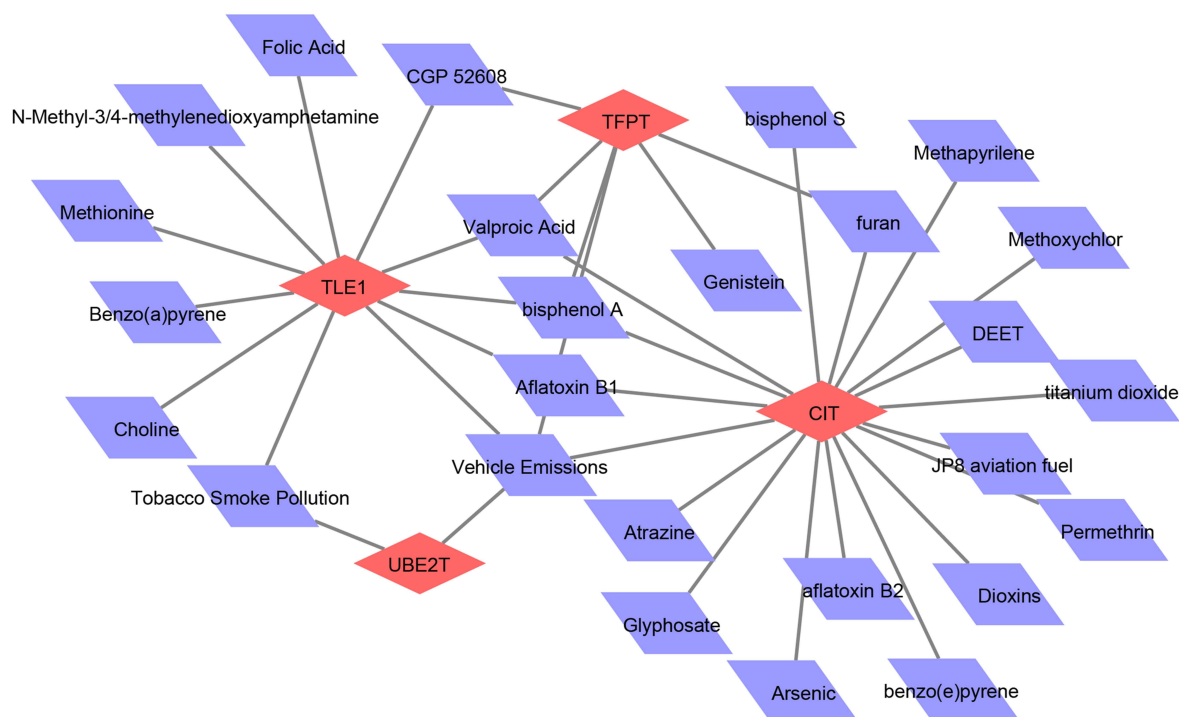 Folic Acid
CGP 52608
N-Methyl-3/4-methylenedioxyamphetamine
TFPT
bisphenol S
Methapyrilene
Methionine
Valproic Acid
furan
Methoxychlor
TLE1
Genistein
Benzo(a)pyrene
bisphenol A
DEET
Aflatoxin B1
titanium dioxide
CIT
Choline
Vehicle Emissions
JP8 aviation fuel
Tobacco Smoke Pollution
Atrazine
Permethrin
UBE2T
aflatoxin B2
Dioxins
Glyphosate
Arsenic
benzo(e)pyrene